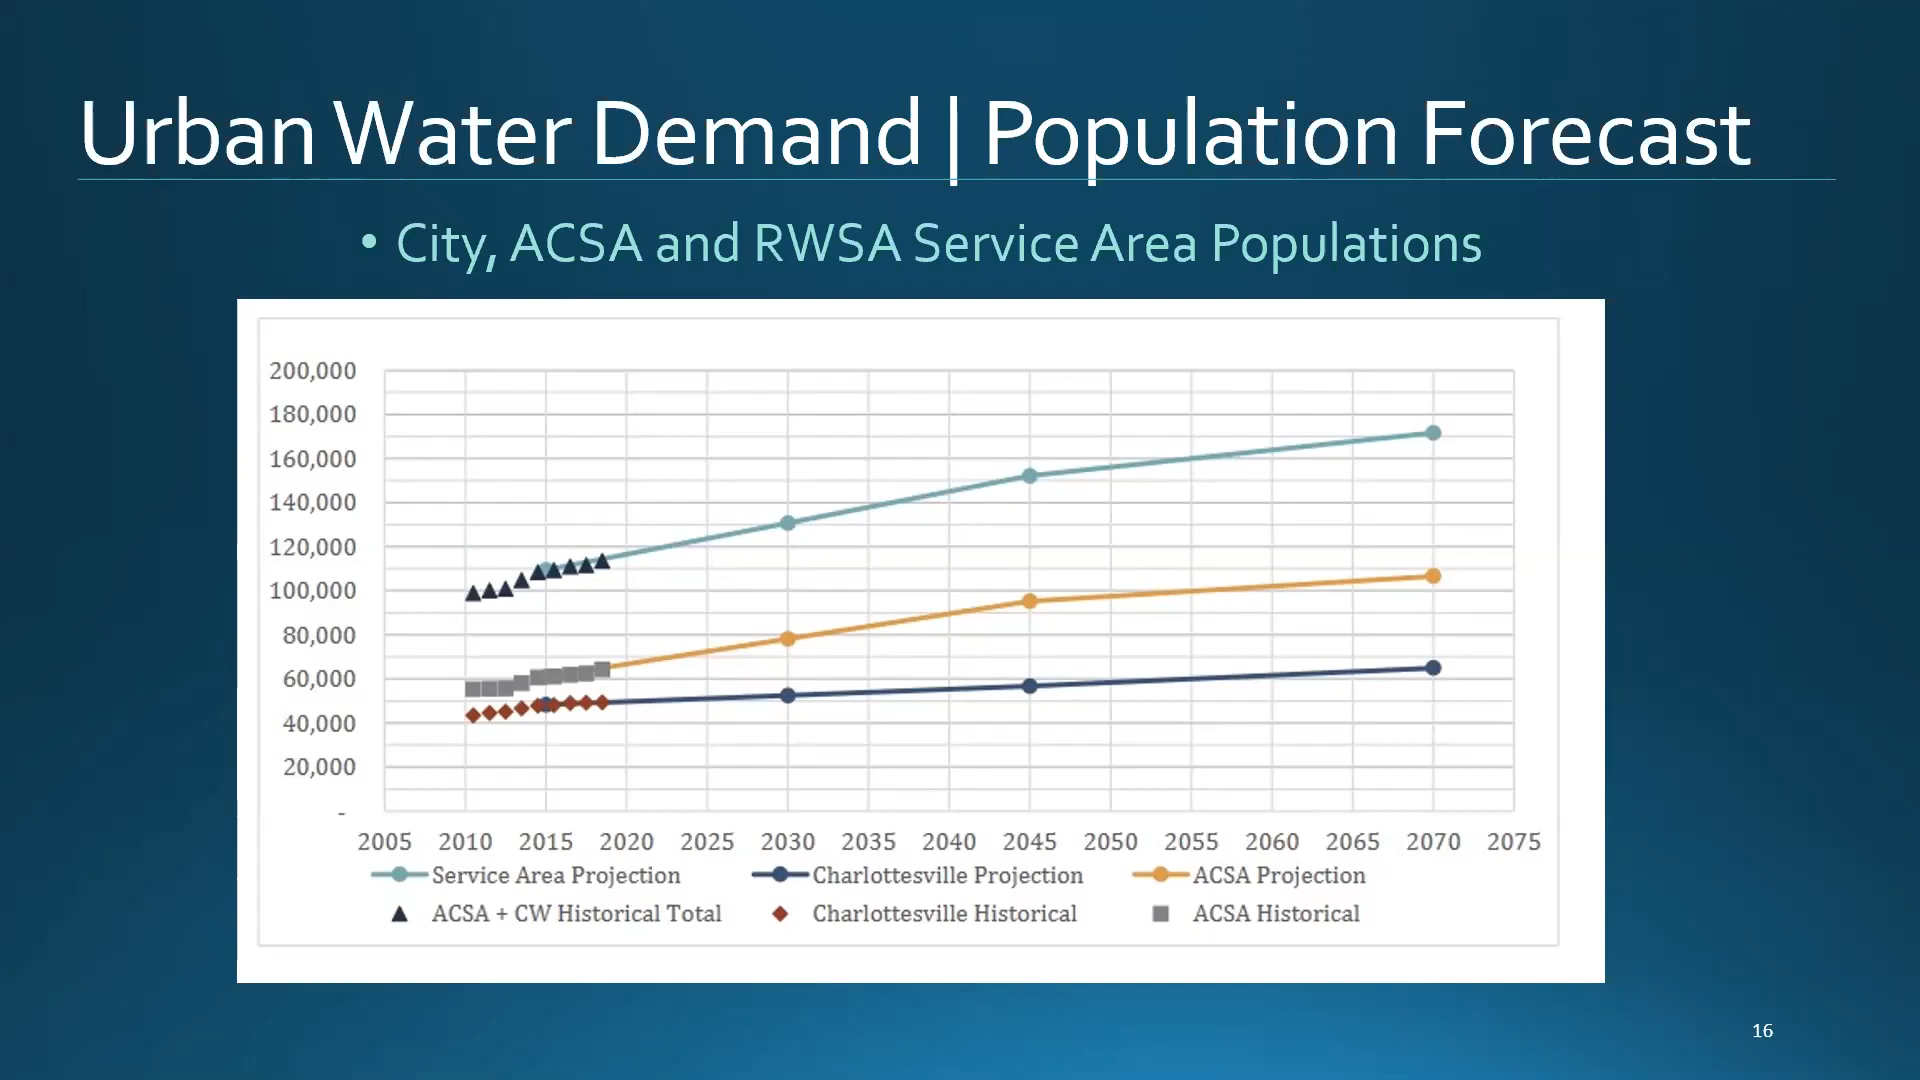 Urban Water Demand | Population Forecast
• City, ACSA and RWSA Service Area Populations
200,000
180,000
160,000
140,000
120,000
100,000
80,000
60,000
40,000
20,000
-
2005 2010 2015 2020 2025 2030 2035 2040 2045 2050 2055 2060 2065 2070 2075
Service Area Projection Charlottesville Projection ACSA Projection
ACSA + CW Historical Total Charlottesville Historical ACSA Historical
16